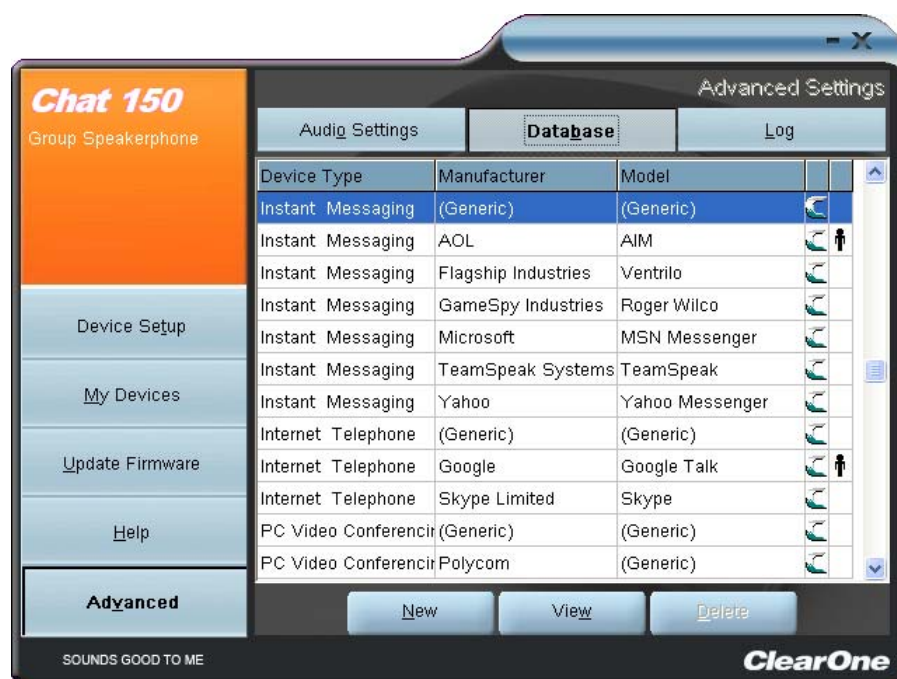 Chat 150
Group Speakerphone
Advanced Settings
Audio Settings Database Log
Device Type Manufacturer Model
Instant Messaging (Generic) (Generic)
Instant Messaging AOL AIM
Instant Messaging Flagship Industries Ventrilo
Instant Messaging GameSpy Industries Roger Wilco
Instant Messaging Microsoft MSN Messenger
Instant Messaging TeamSpeak Systems TeamSpeak
Instant Messaging Yahoo Yahoo Messenger
Internet Telephone (Generic) (Generic)
Internet Telephone Google Google Talk
Internet Telephone Skype Limited Skype
PC Video Conferencin (Generic) (Generic)
PC Video Conferencin Polycom (Generic)
Device Setup
My Devices
Update Firmware
Help
Advanced
New View Delete
SOUNDS GOOD TO ME
ClearOne